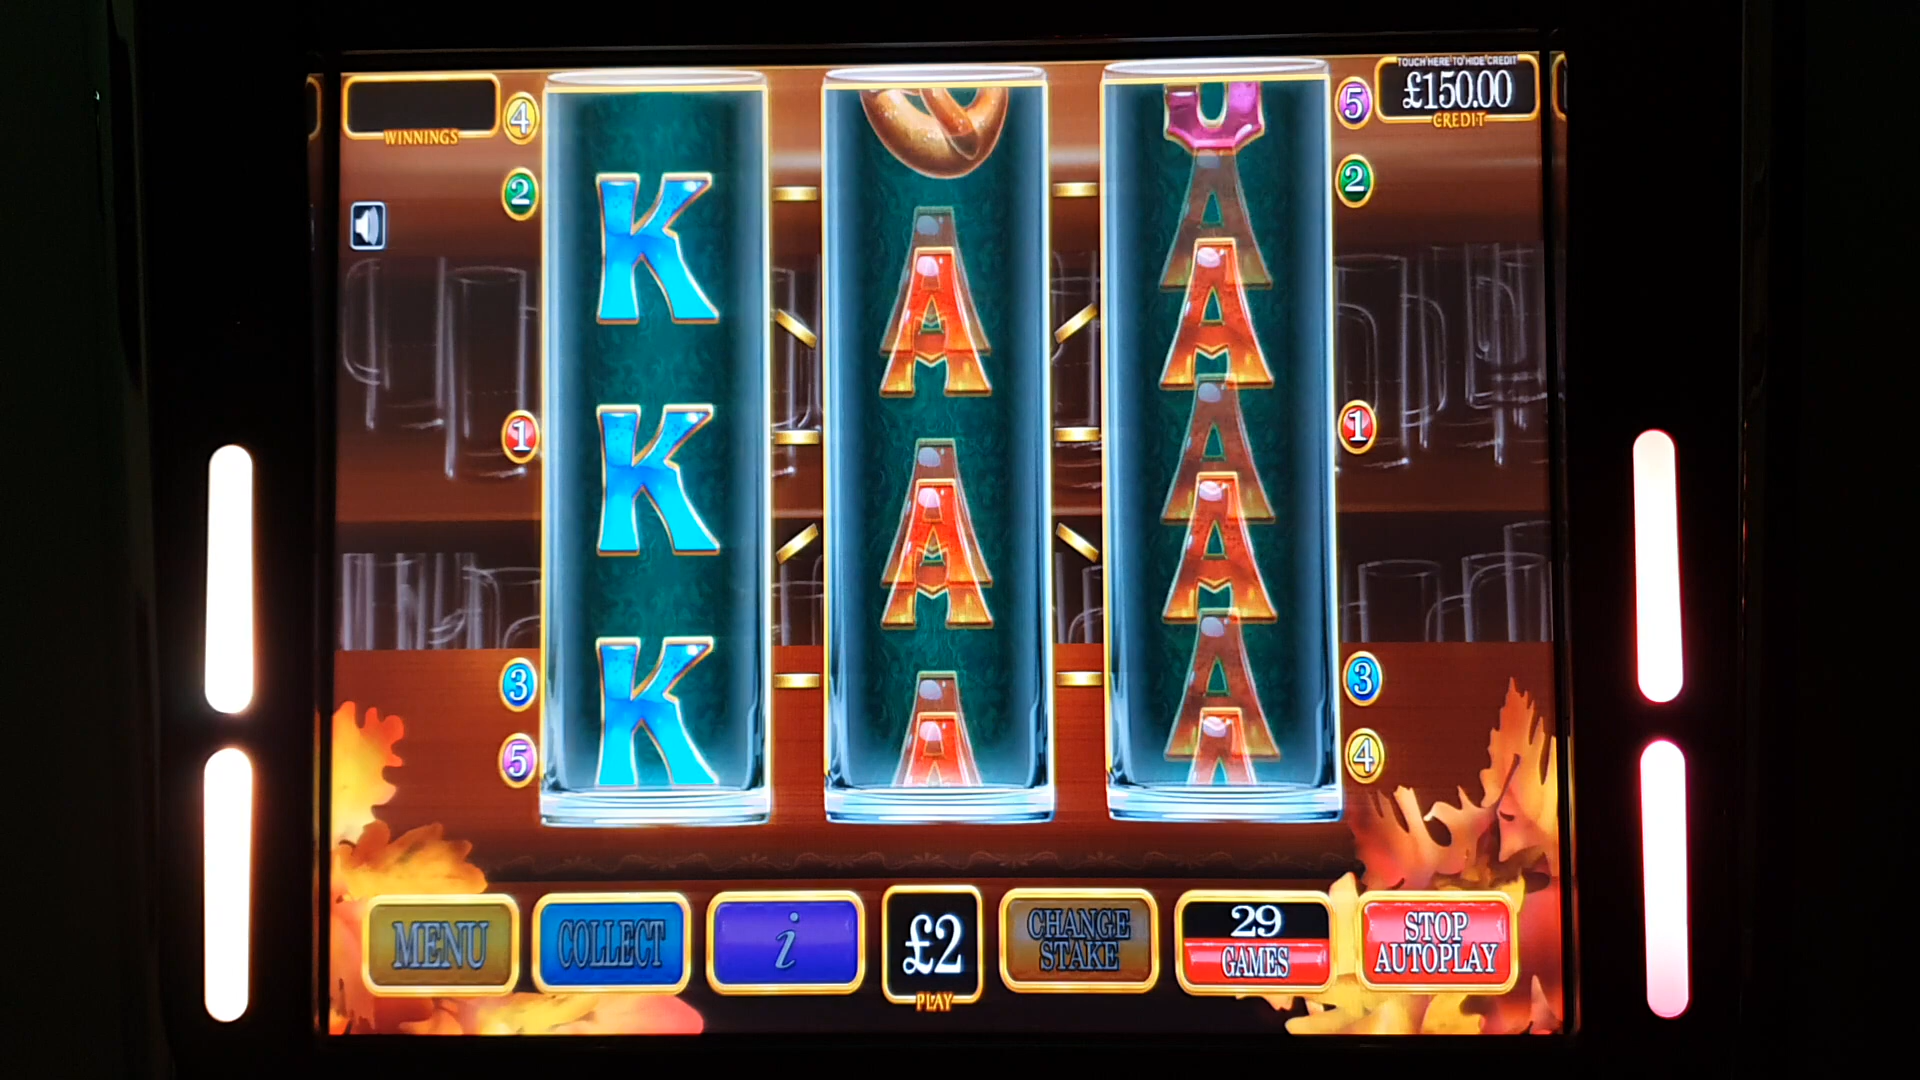 TOUCH HERE TO HIDE CREDIT
£150.00
CREDIT
WINNINGS
4
5
2
2
K
A
A
1
1
K
A
A
3
3
K
A
A
5
4
MENU
COLLECT
i
£2
PLAY
CHANGE
STAKE
29
GAMES
STOP
AUTOPLAY